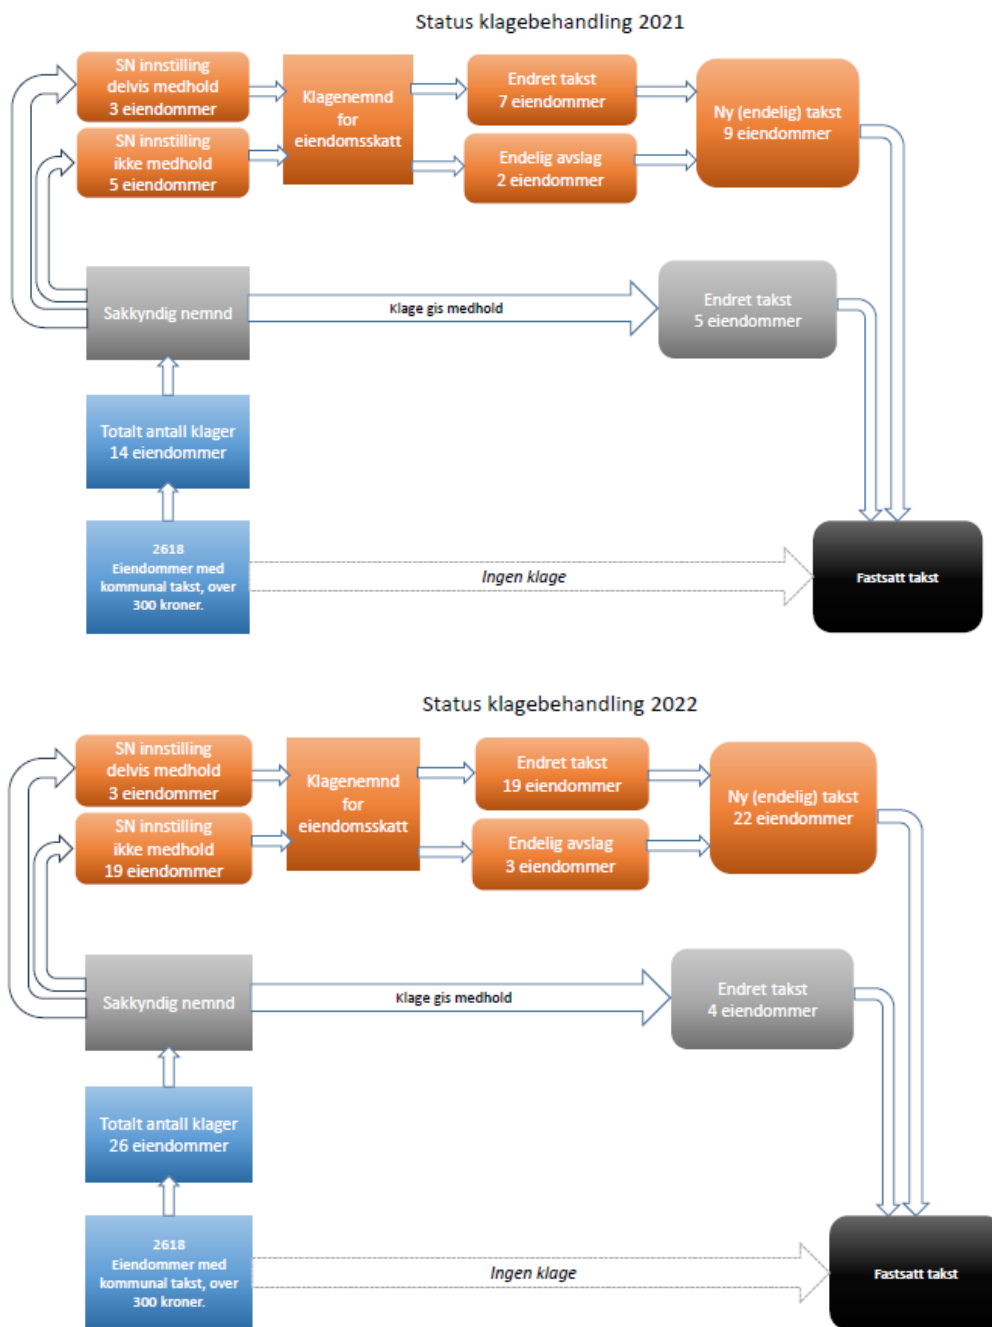 Status klagebehandling 2021
SN innstilling
delvis medhold
3 eiendommer
SN innstilling
ikke medhold
5 eiendommer
Klagenemnd
for
eiendomsskatt
Endret takst
7 eiendommer
Endelig avslag
2 eiendommer
Ny (endelig) takst
9 eiendommer
Sakkyndig nemnd
Klage gis medhold
Endret takst
5 eiendommer
Totalt antall klager
14 eiendommer
2618
Eiendommer med
kommunal takst, over
300 kroner.
Ingen klage
Fastsatt takst
Status klagebehandling 2022
SN innstilling
delvis medhold
3 eiendommer
SN innstilling
ikke medhold
19 eiendommer
Klagenemnd
for
eiendomsskatt
Endret takst
19 eiendommer
Endelig avslag
3 eiendommer
Ny (endelig) takst
22 eiendommer
Sakkyndig nemnd
Klage gis medhold
Endret takst
4 eiendommer
Totalt antall klager
26 eiendommer
2618
Eiendommer med
kommunal takst, over
300 kroner.
Ingen klage
Fastsatt takst